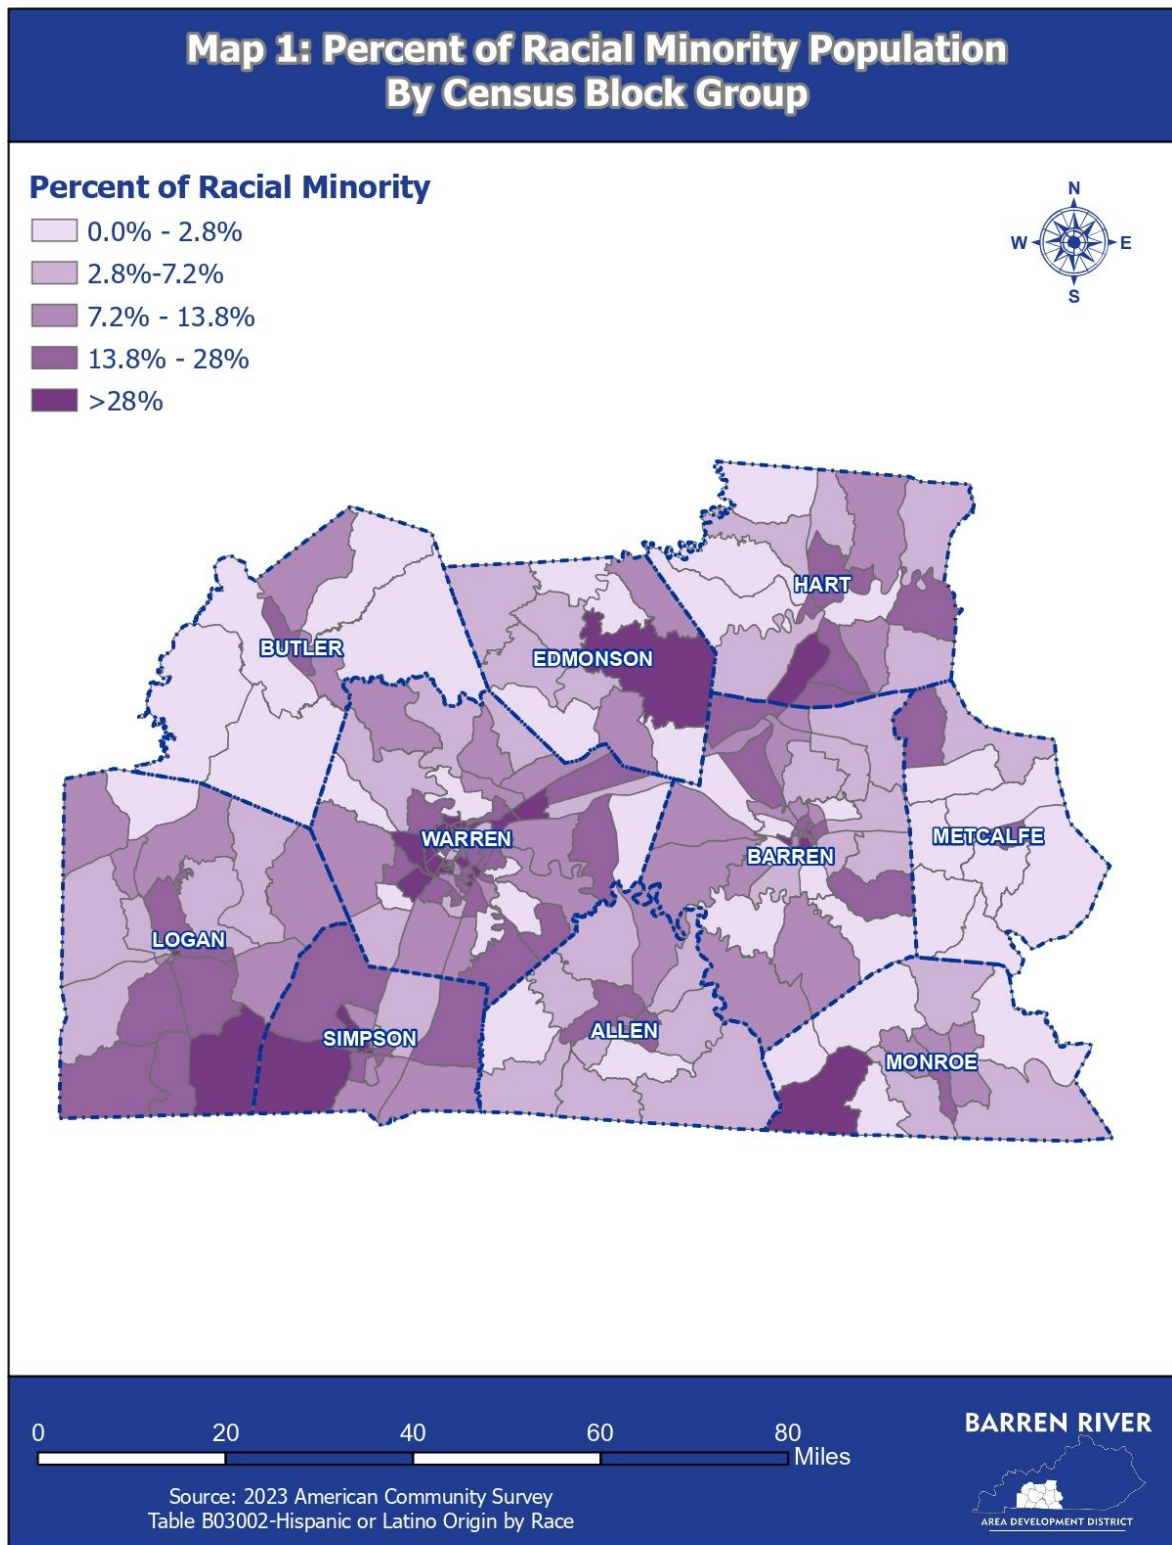 Map 1: Percent of Racial Minority Population
By Census Block Group
Percent of Racial Minority
0.0% - 2.8%
2.8%-7.2%
7.2% - 13.8%
13.8% - 28%
>28%
N
W
E
S
HART
BUTLER
EDMONSON
WARREN
METCALFE
BARREN
LOGAN
ALLEN
SIMPSON
MONROE
0 20 40 60 80
Miles
Source: 2023 American Community Survey
Table B03002-Hispanic or Latino Origin by Race
BARREN RIVER
AREA DEVELOPMENT DISTRICT